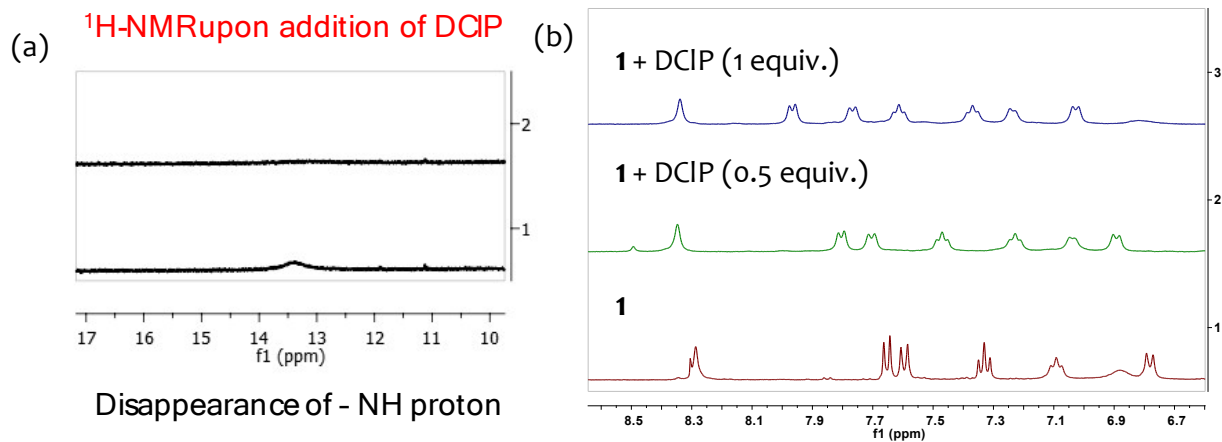 ¹H-NMRupon addition of DClP
(a)
2
1
17 16 15 14 13 12 11 10
f1 (ppm)
Disappearance of - NH proton
(b)
1 + DClP (1 equiv.)
3
1 + DClP (0.5 equiv.)
2
1
1
8.5 8.3 8.1 7.9 7.7 7.5 7.3 7.1 6.9 6.7
f1 (ppm)